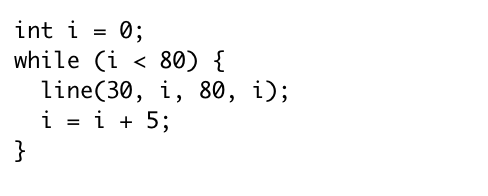 int i = 0;
while (i < 80) {
  line(30, i, 80, i);
  i = i + 5;
}